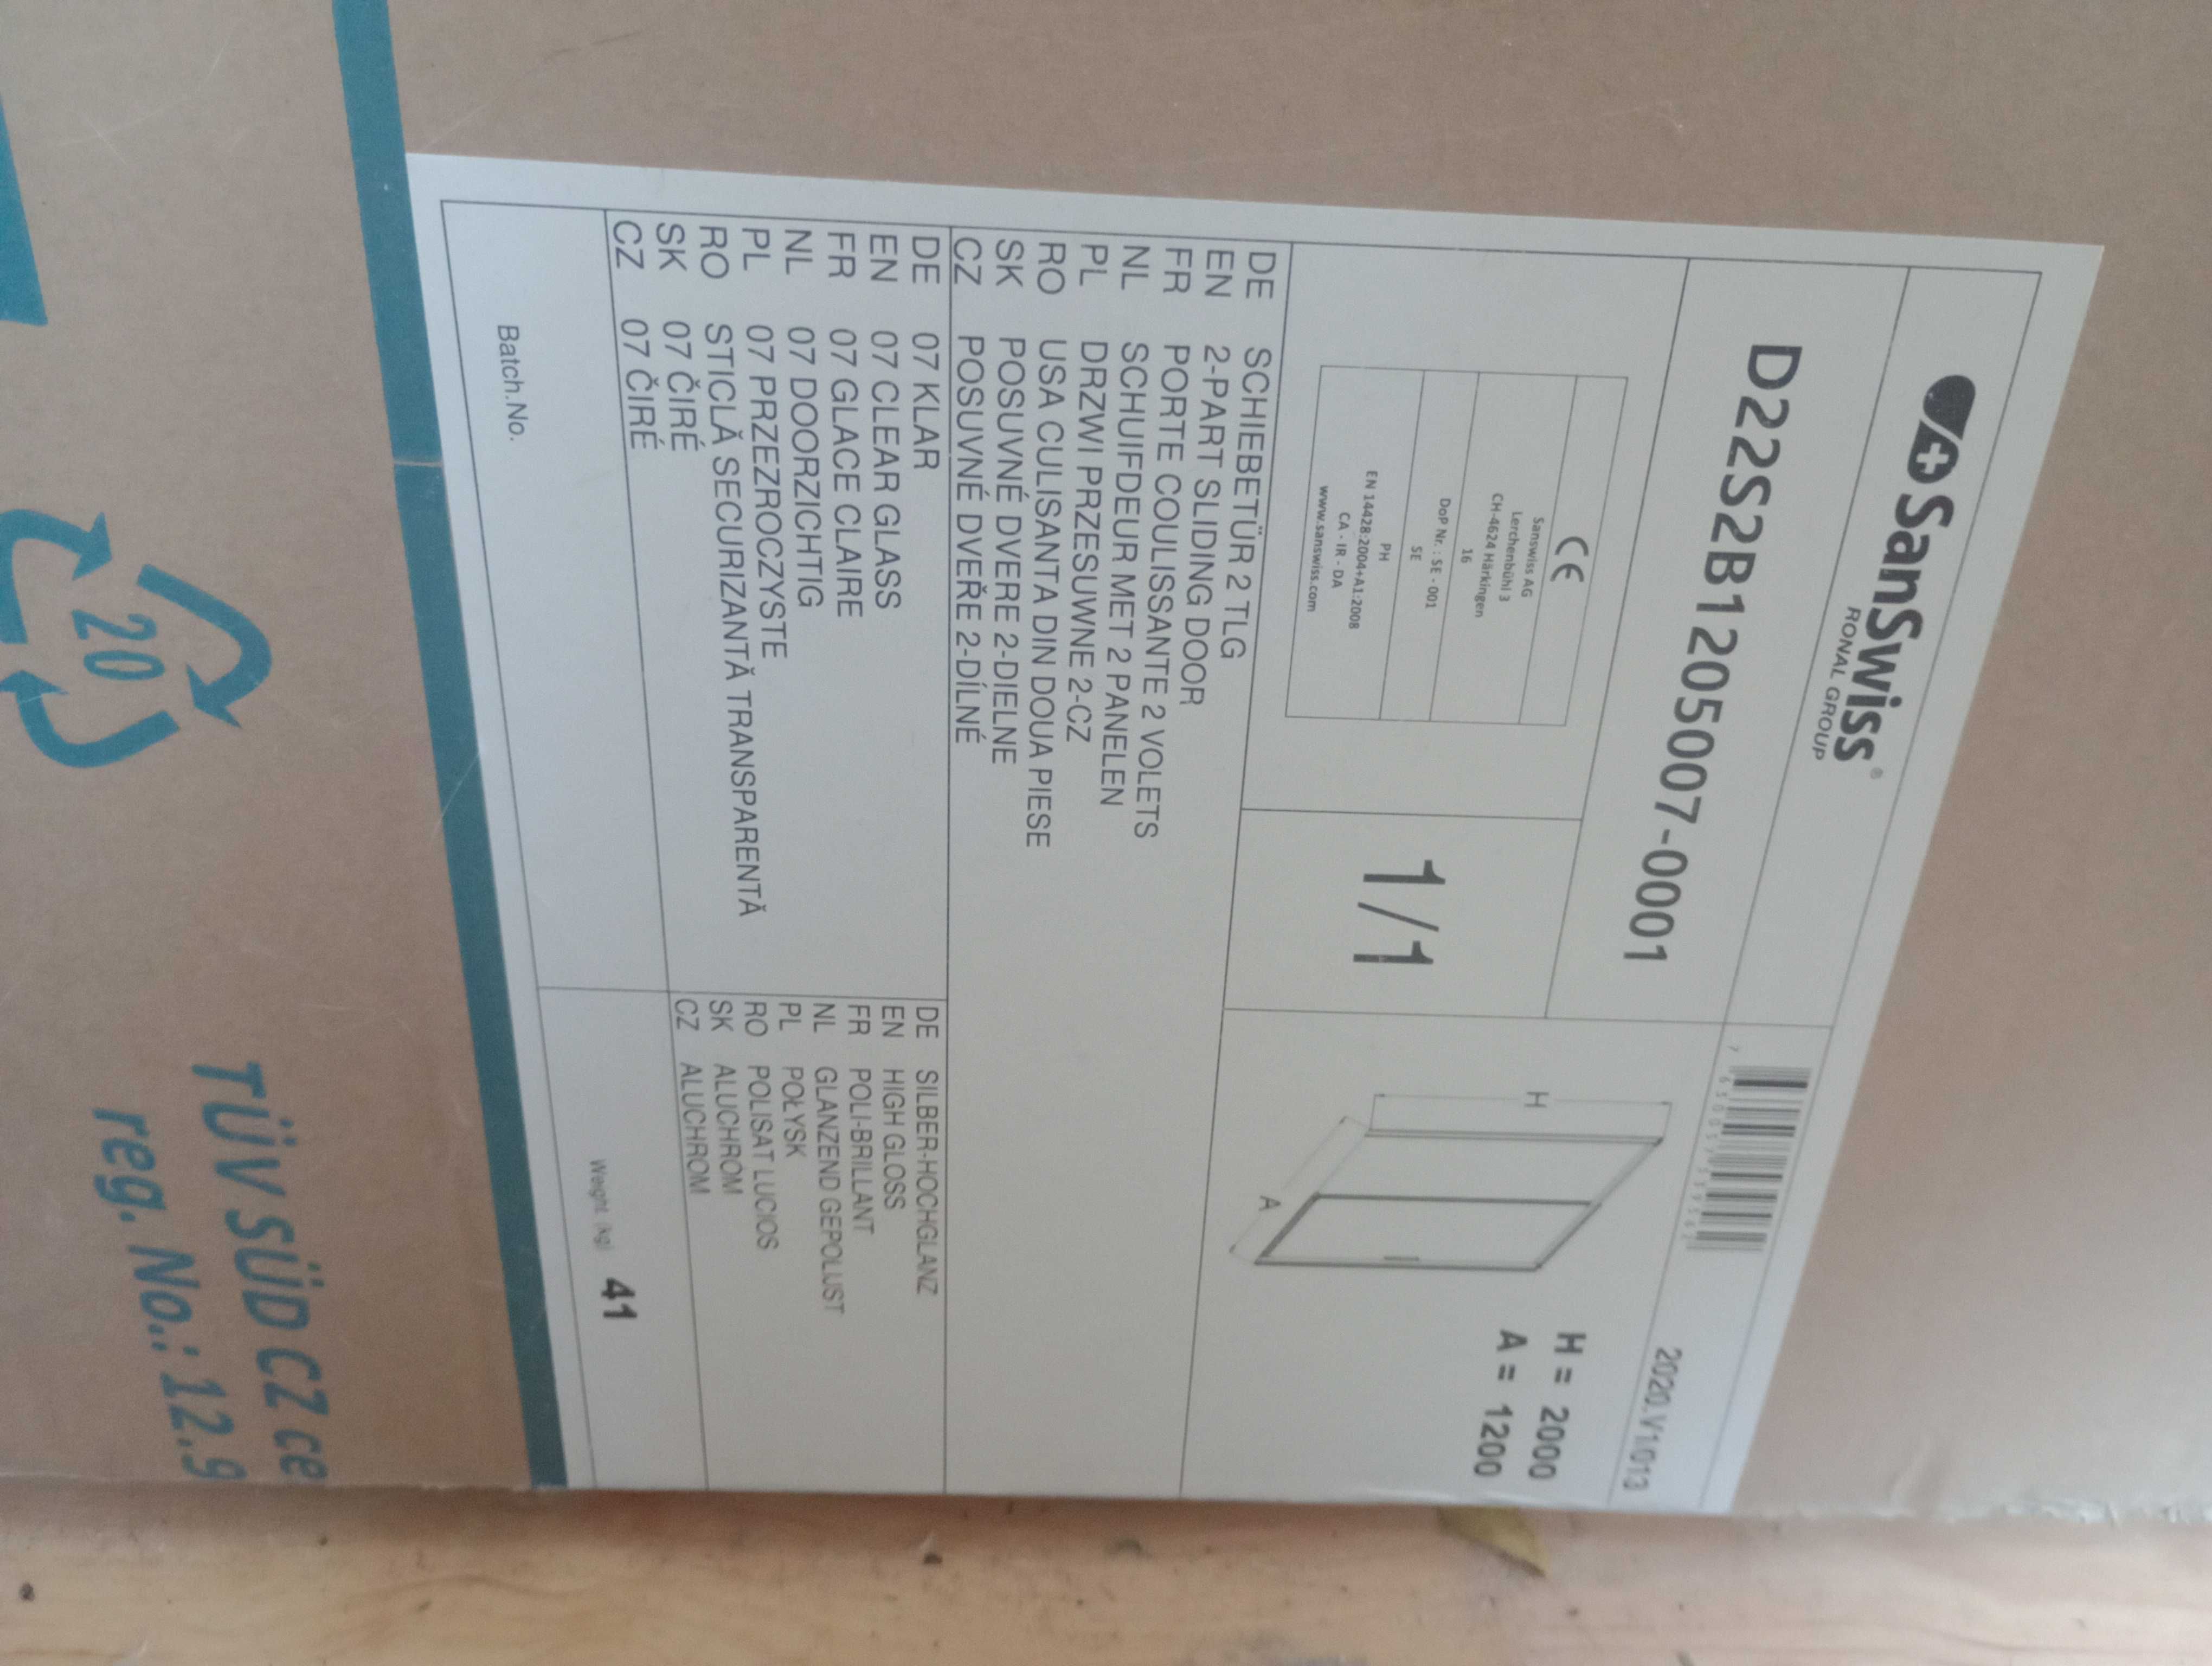 SanSwiss®
RONAL GROUP
D22S2B1205007-0001
2020.V1.013
CE
Sanswiss AG
Lerchenbühl 3
CH-4624 Härkingen
16
DoP Nr. : SE - 001
SE
PH
EN 14428:2004+A1:2008
CA - IR - DA
www.sanswiss.com
1/1
H
A
H = 2000
A = 1200
DE SCHIEBETÜR 2 TLG
EN 2-PART SLIDING DOOR
FR PORTE COULISSANTE 2 VOLETS
NL SCHUIFDEUR MET 2 PANELEN
PL DRZWI PRZESUWNE 2-CZ
RO USA CULISANTA DIN DOUA PIESE
SK POSUVNÉ DVERE 2-DIELNE
CZ POSUVNÉ DVEŘE 2-DÍLNÉ
DE 07 KLAR
EN 07 CLEAR GLASS
FR 07 GLACE CLAIRE
NL 07 DOORZICHTIG
PL 07 PRZEZROCZYSTE
RO STICLĂ SECURIZANTĂ TRANSPARENTĂ
SK 07 ČIRÉ
CZ 07 ČIRÉ
DE SILBER-HOCHGLANZ
EN HIGH GLOSS
FR POLI-BRILLANT
NL GLANZEND GEPOLIJST
PL POŁYSK
RO POLISAT LUCIOS
SK ALUCHRÓM
CZ ALUCHROM
Batch.No.
Weight (kg) 41
20
TÜV SÜD CZ ce
reg. No.: 12.9